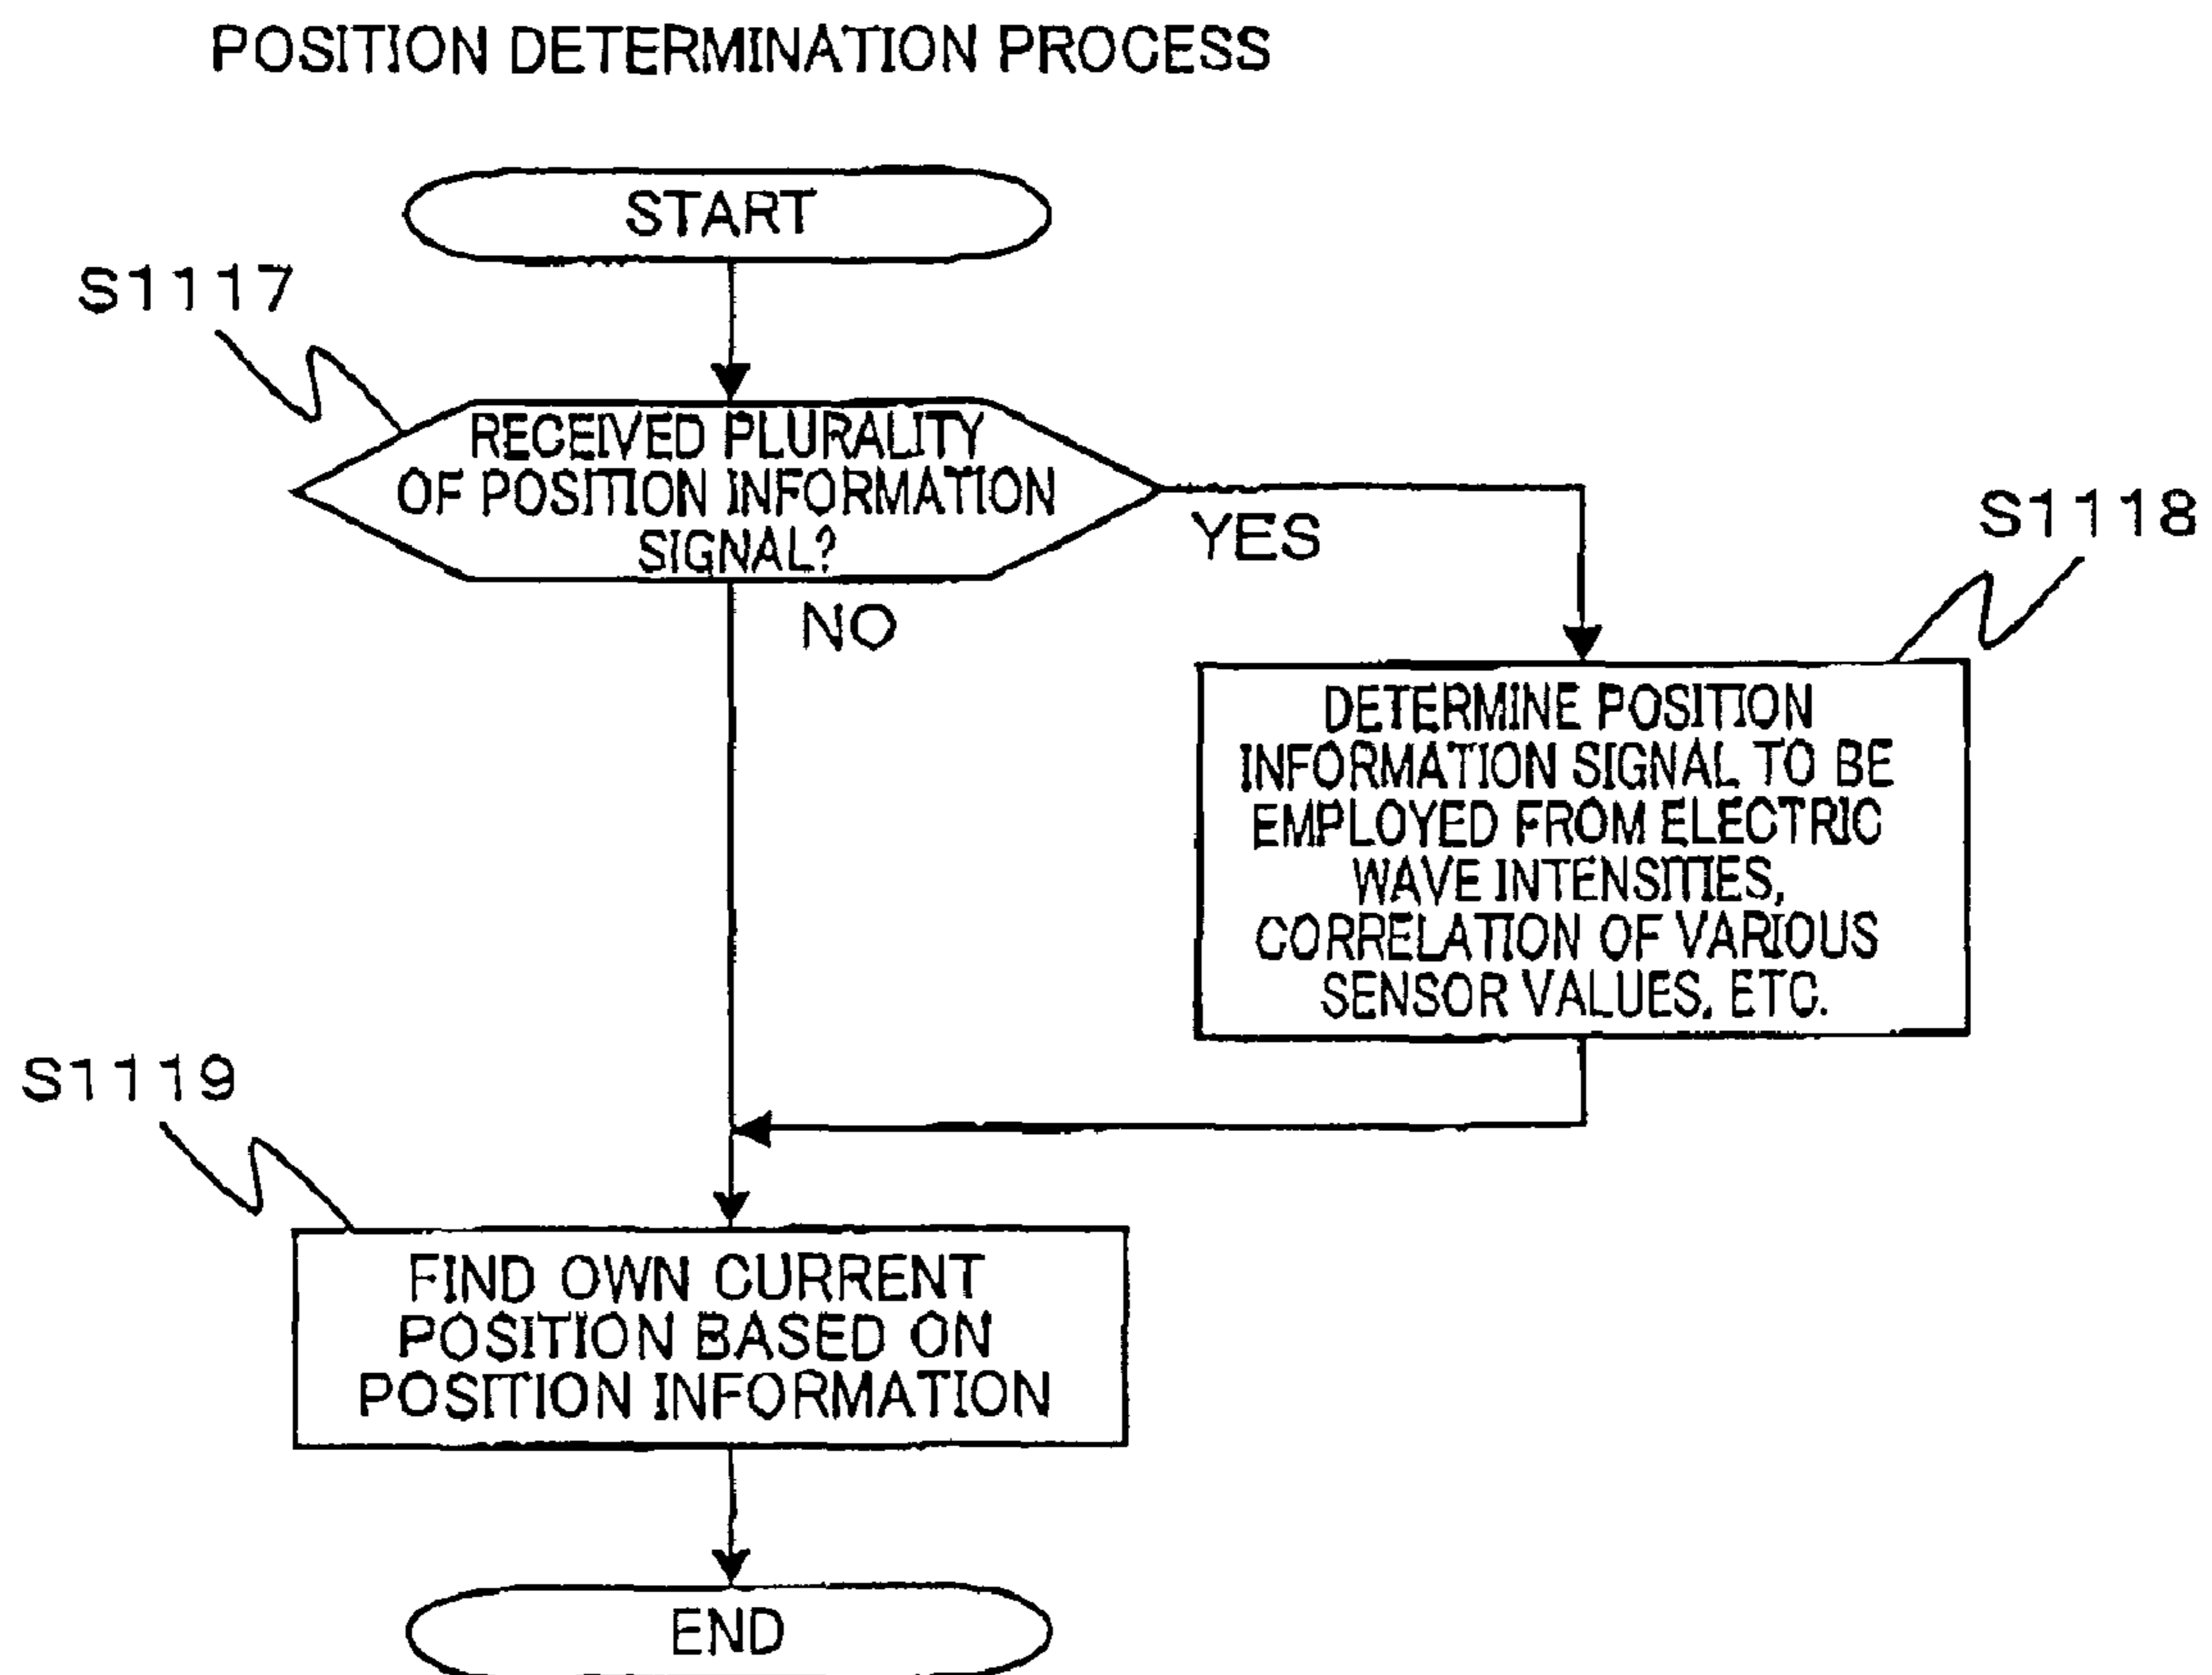 POSITION DETERMINATION PROCESS
START
S1117
RECEIVED PLURALITY
OF POSITION INFORMATION
SIGNAL?
YES
NO
S1118
DETERMINE POSITION
INFORMATION SIGNAL TO BE
EMPLOYED FROM ELECTRIC
WAVE INTENSITIES,
CORRELATION OF VARIOUS
SENSOR VALUES, ETC.
S1119
FIND OWN CURRENT
POSITION BASED ON
POSITION INFORMATION
END